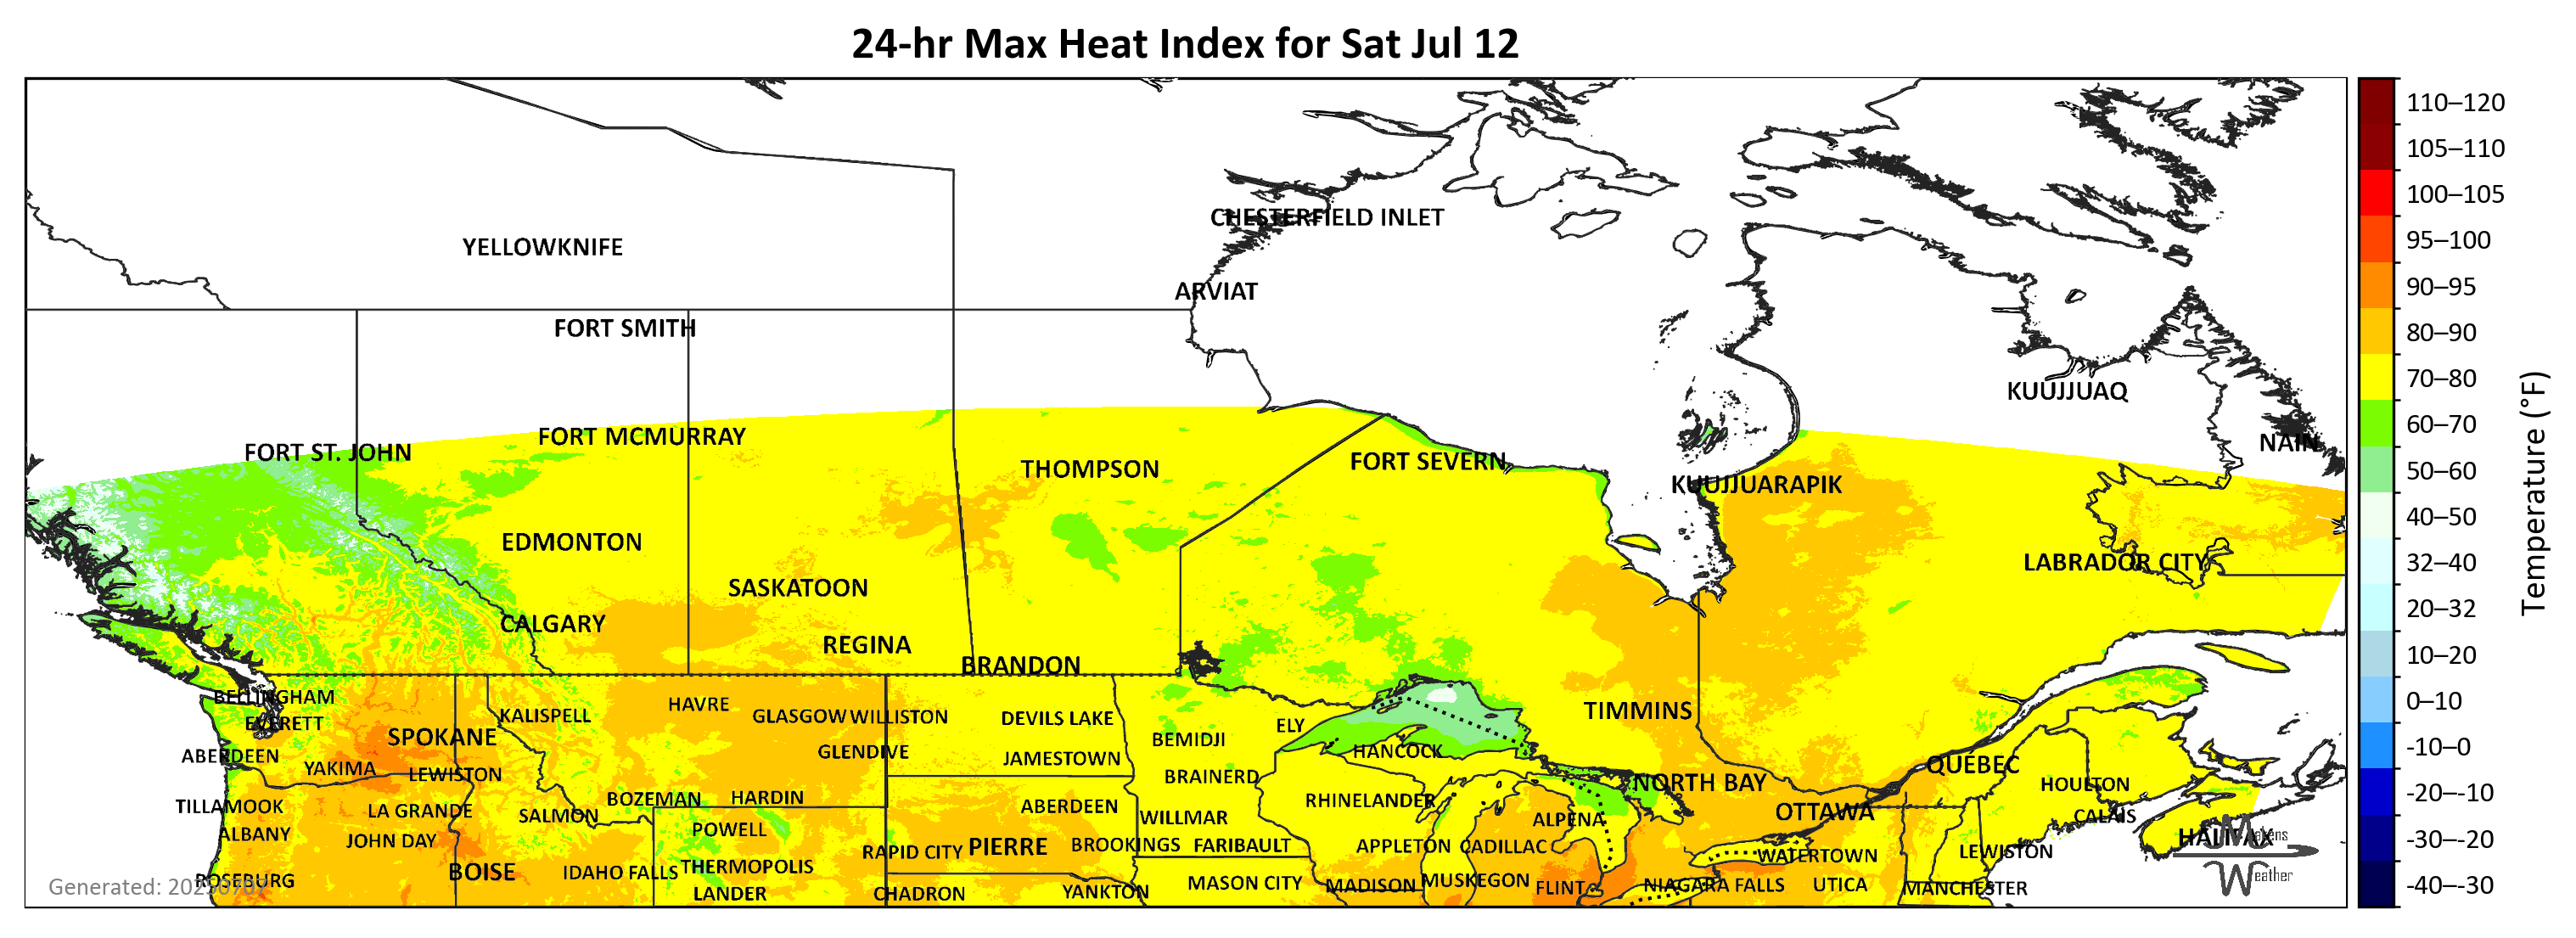 24-hr Max Heat Index for Sat Jul 12
110–120
105–110
100–105
95–100
90–95
80–90
70–80
60–70
50–60
40–50
32–40
20–32
10–20
0–10
-10–0
-20–-10
-30–-20
-40–-30
Temperature (°F)
CHESTERFIELD INLET
YELLOWKNIFE
ARVIAT
FORT SMITH
KUUJJUAQ
FORT MCMURRAY
NAIN
FORT ST. JOHN
FORT SEVERN
THOMPSON
KUUJJUARAPIK
EDMONTON
LABRADOR CITY
SASKATOON
CALGARY
REGINA
BRANDON
BELLINGHAM
HAVRE
TIMMINS
KALISPELL
GLASGOW WILLISTON
DEVILS LAKE
EVERETT
ELY
SPOKANE
BEMIDJI
GLENDIVE
HANCOCK
ABERDEEN
JAMESTOWN
QUÉBEC
YAKIMA
LEWISTON
BRAINERD
NORTH BAY
HOULTON
BOZEMAN
HARDIN
RHINELANDER
TILLAMOOK
ABERDEEN
LA GRANDE
OTTAWA
SALMON
WILLMAR
ALPENA
CALAIS
POWELL
ALBANY
HALIFAX
JOHN DAY
PIERRE
BROOKINGS
FARIBAULT
APPLETON
CADILLAC
RAPID CITY
LEWISTON
WATERTOWN
THERMOPOLIS
BOISE
IDAHO FALLS
ROSEBURG
MASON CITY
MADISON
MUSKEGON
FLINT
NIAGARA FALLS
UTICA
MANCHESTER
LANDER
CHADRON
YANKTON
Generated: 20250707
Matens
Weather